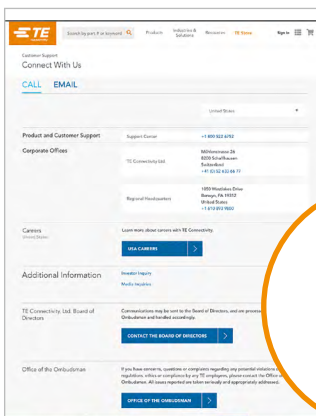 TE
Search by part # or keyword
Products
Industries &
Solutions
Resources
TE Store
Sign in
Customer Support
Connect With Us
CALL EMAIL
United States
Product and Customer Support
Support Center
+1 800 522 6752
Corporate Offices
TE Connectivity Ltd.
Mühlenstrasse 26
8200 Schaffhausen
Switzerland
+41 (0) 52 633 66 77
Regional Headquarters
1050 Westlakes Drive
Berwyn, PA 19312
United States
+1 610 893 9800
Careers
United States
Learn more about careers with TE Connectivity.
USA CAREERS
Additional Information
Investor Inquiry
Media Inquiries
TE Connectivity Ltd. Board of
Directors
Communications may be sent to the Board of Directors, and are
Ombudsman and handled accordingly.
CONTACT THE BOARD OF DIRECTORS
Office of the Ombudsman
If you have concerns, questions or complaints regarding any potential violations
regulations, ethics or compliance by any TE employees, please contact the Office
Ombudsman. All issues reported are taken seriously and appropriately addressed.
OFFICE OF THE OMBUDSMAN